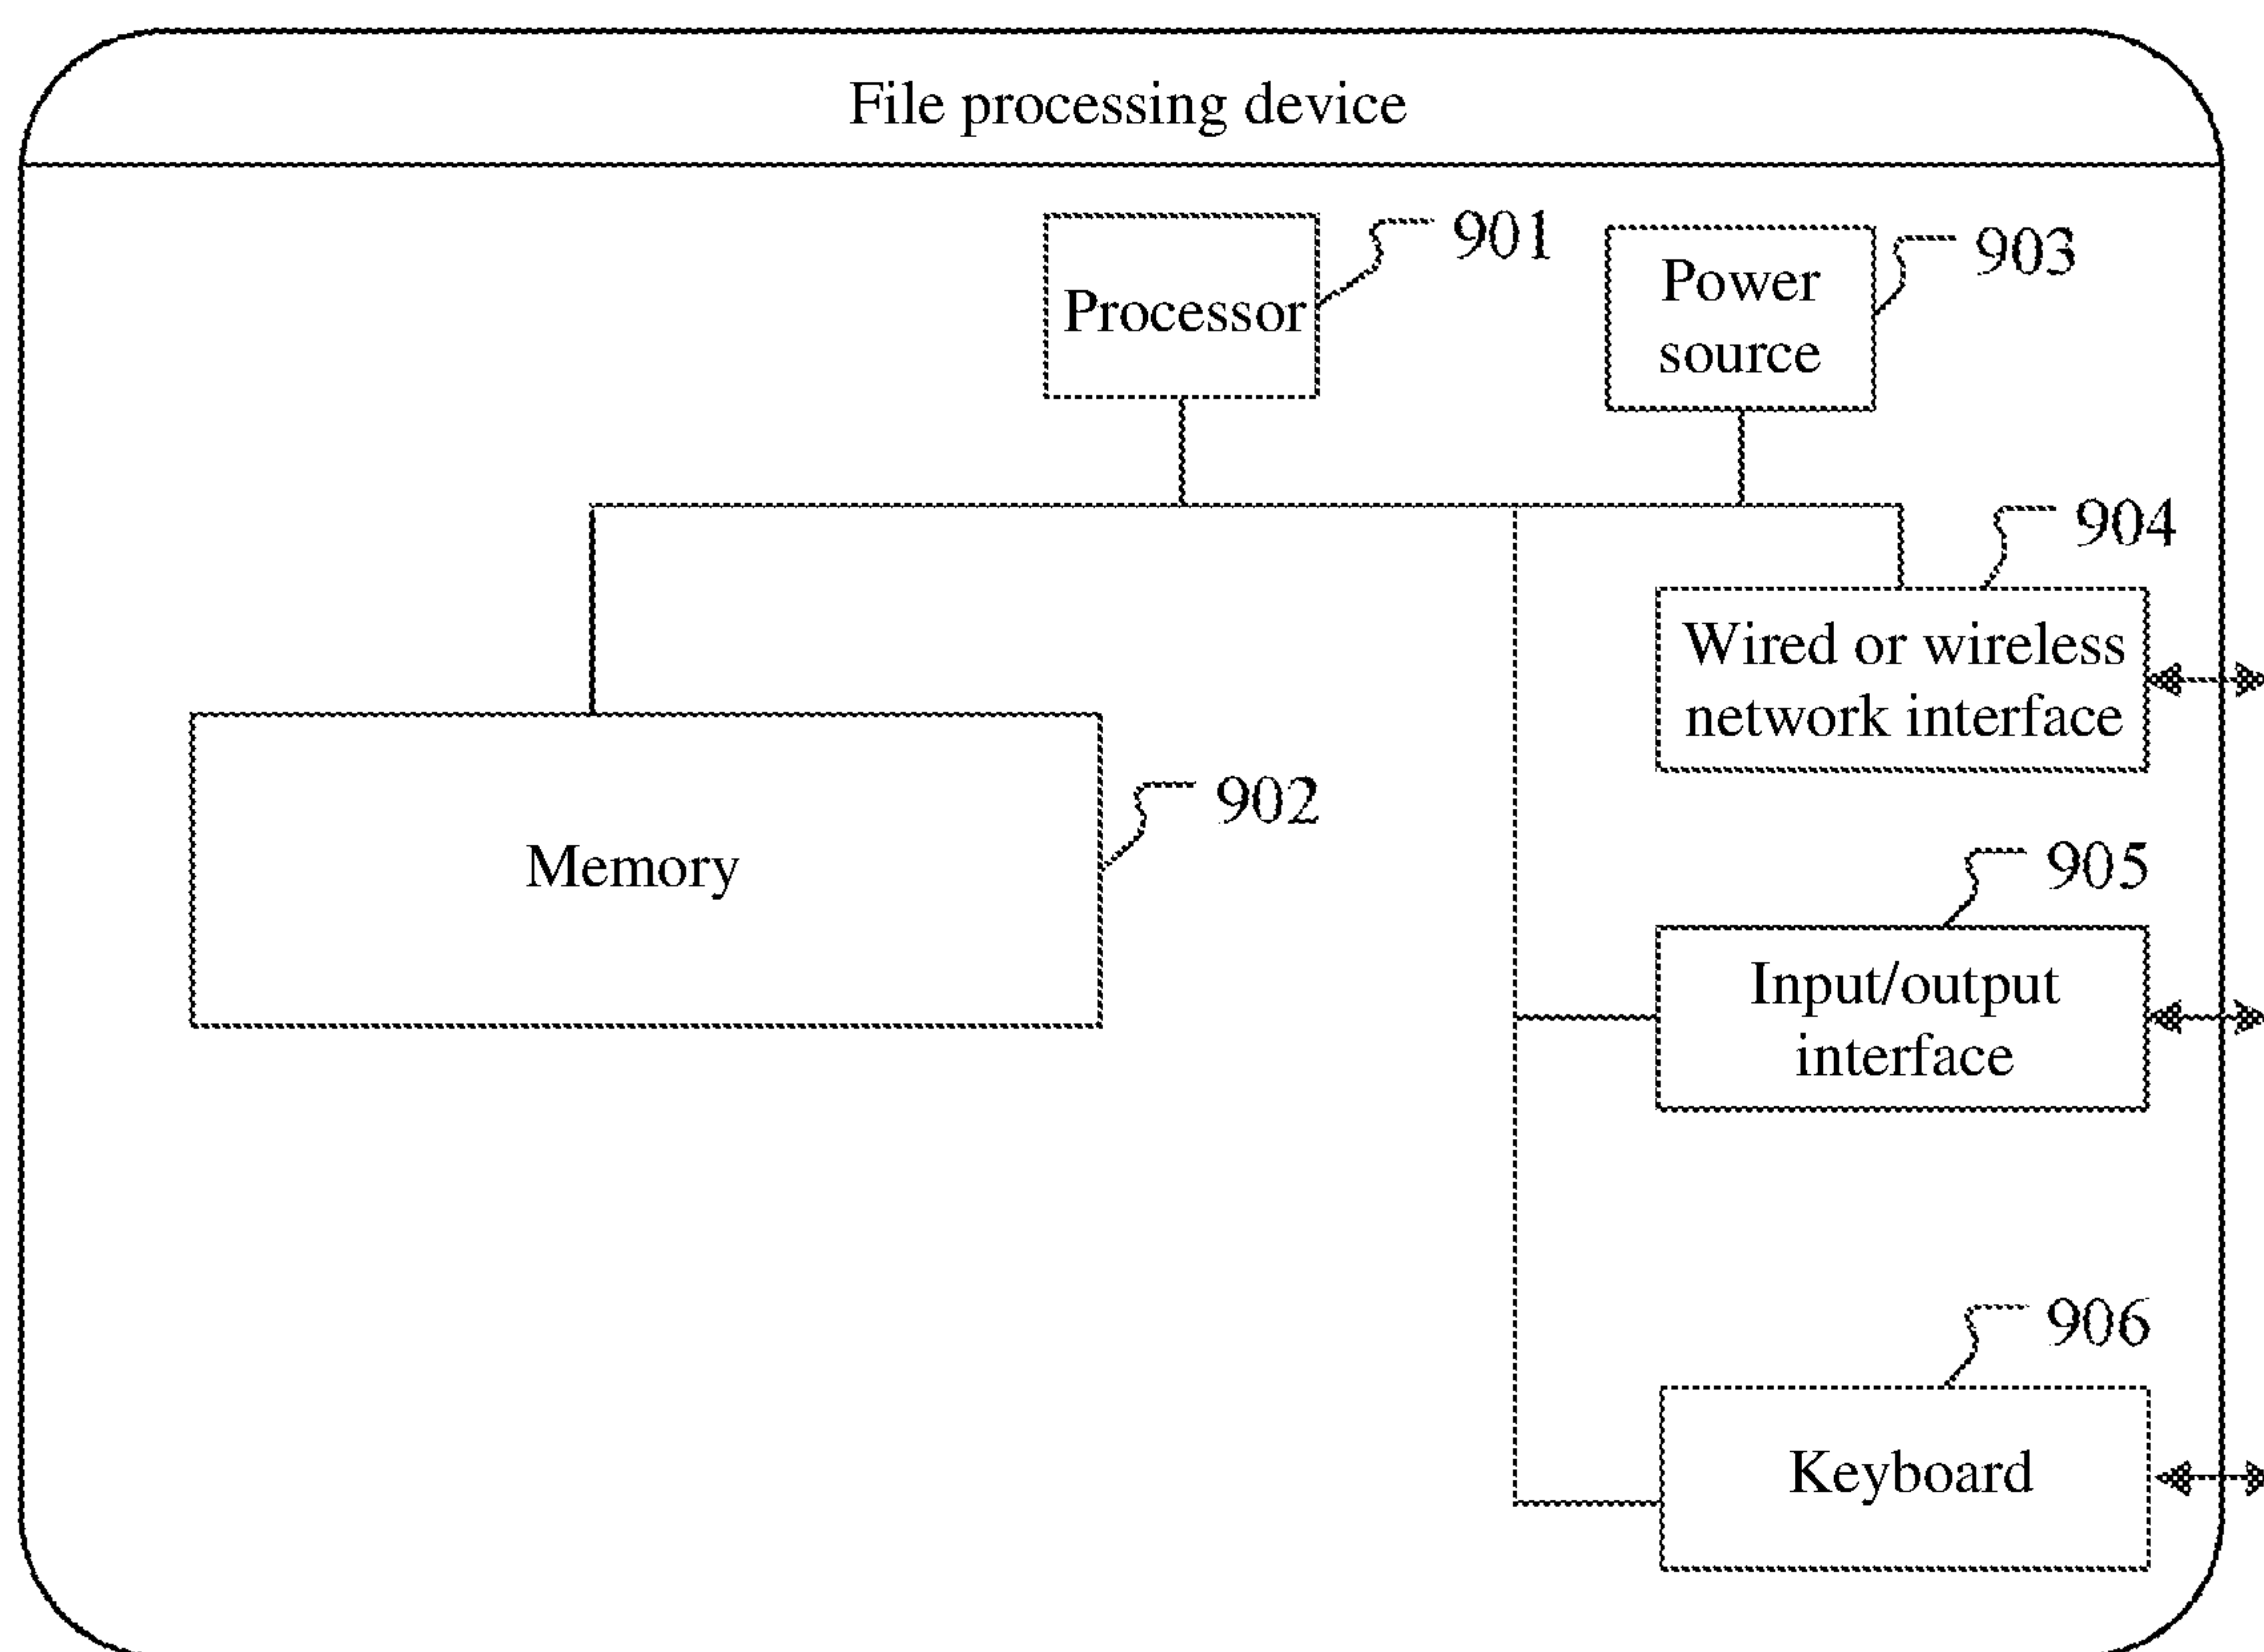 File processing device
901
Processor
903
Power
source
904
Wired or wireless
network interface
902
Memory
905
Input/output
interface
906
Keyboard